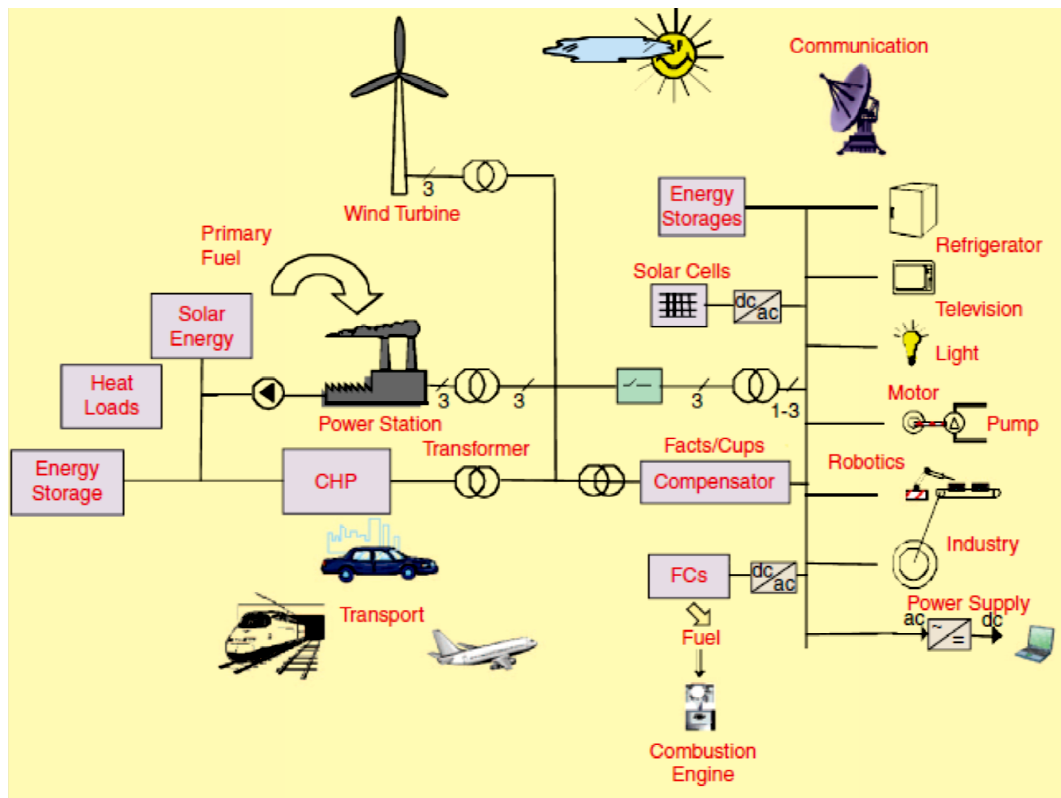 Communication
Wind Turbine
3
Primary
Fuel
Energy
Storages
Refrigerator
Solar Cells
dc
ac
Television
Solar
Energy
Light
Heat
Loads
Power Station
3
3
3
1-3
Motor
Pump
Transformer
Facts/Cups
Robotics
Energy
Storage
CHP
Compensator
Industry
FCs
dc
ac
Transport
Fuel
Power Supply
ac
~
=
dc
Combustion
Engine